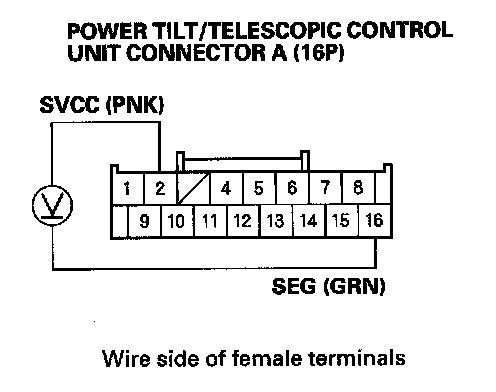 POWER TILT/TELESCOPIC CONTROL
UNIT CONNECTOR A (16P)
SVCC (PNK)
1 2 4 5 6 7 8
V
9 10 11 12 13 14 15 16
SEG (GRN)
Wire side of female terminals